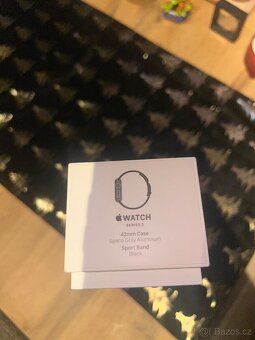 WATCH
SERIES 2
42mm Case
Space Gray Aluminum
Sport Band
Black
Bazos.cz